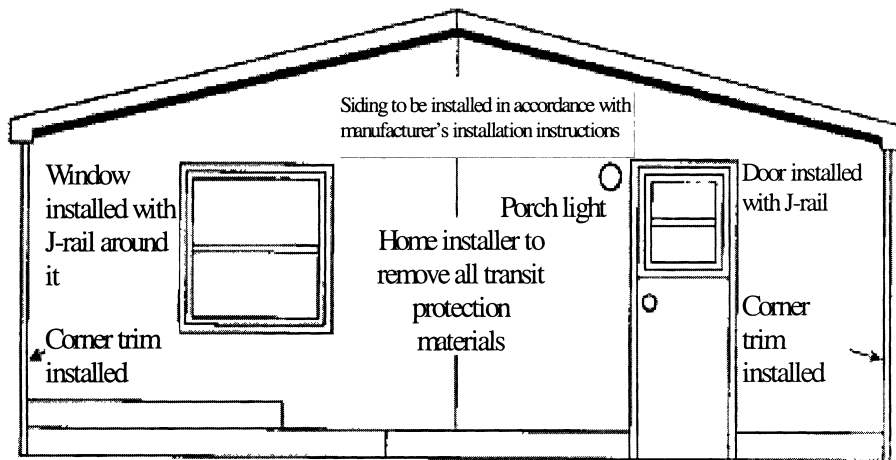 Siding to be installed in accordance with
manufacturer's installation instructions
Window
installed with
J-rail around
it
Porch light
Door installed
with J-rail
Home installer to
remove all transit
protection
materials
Corner trim
installed
Corner
trim
installed